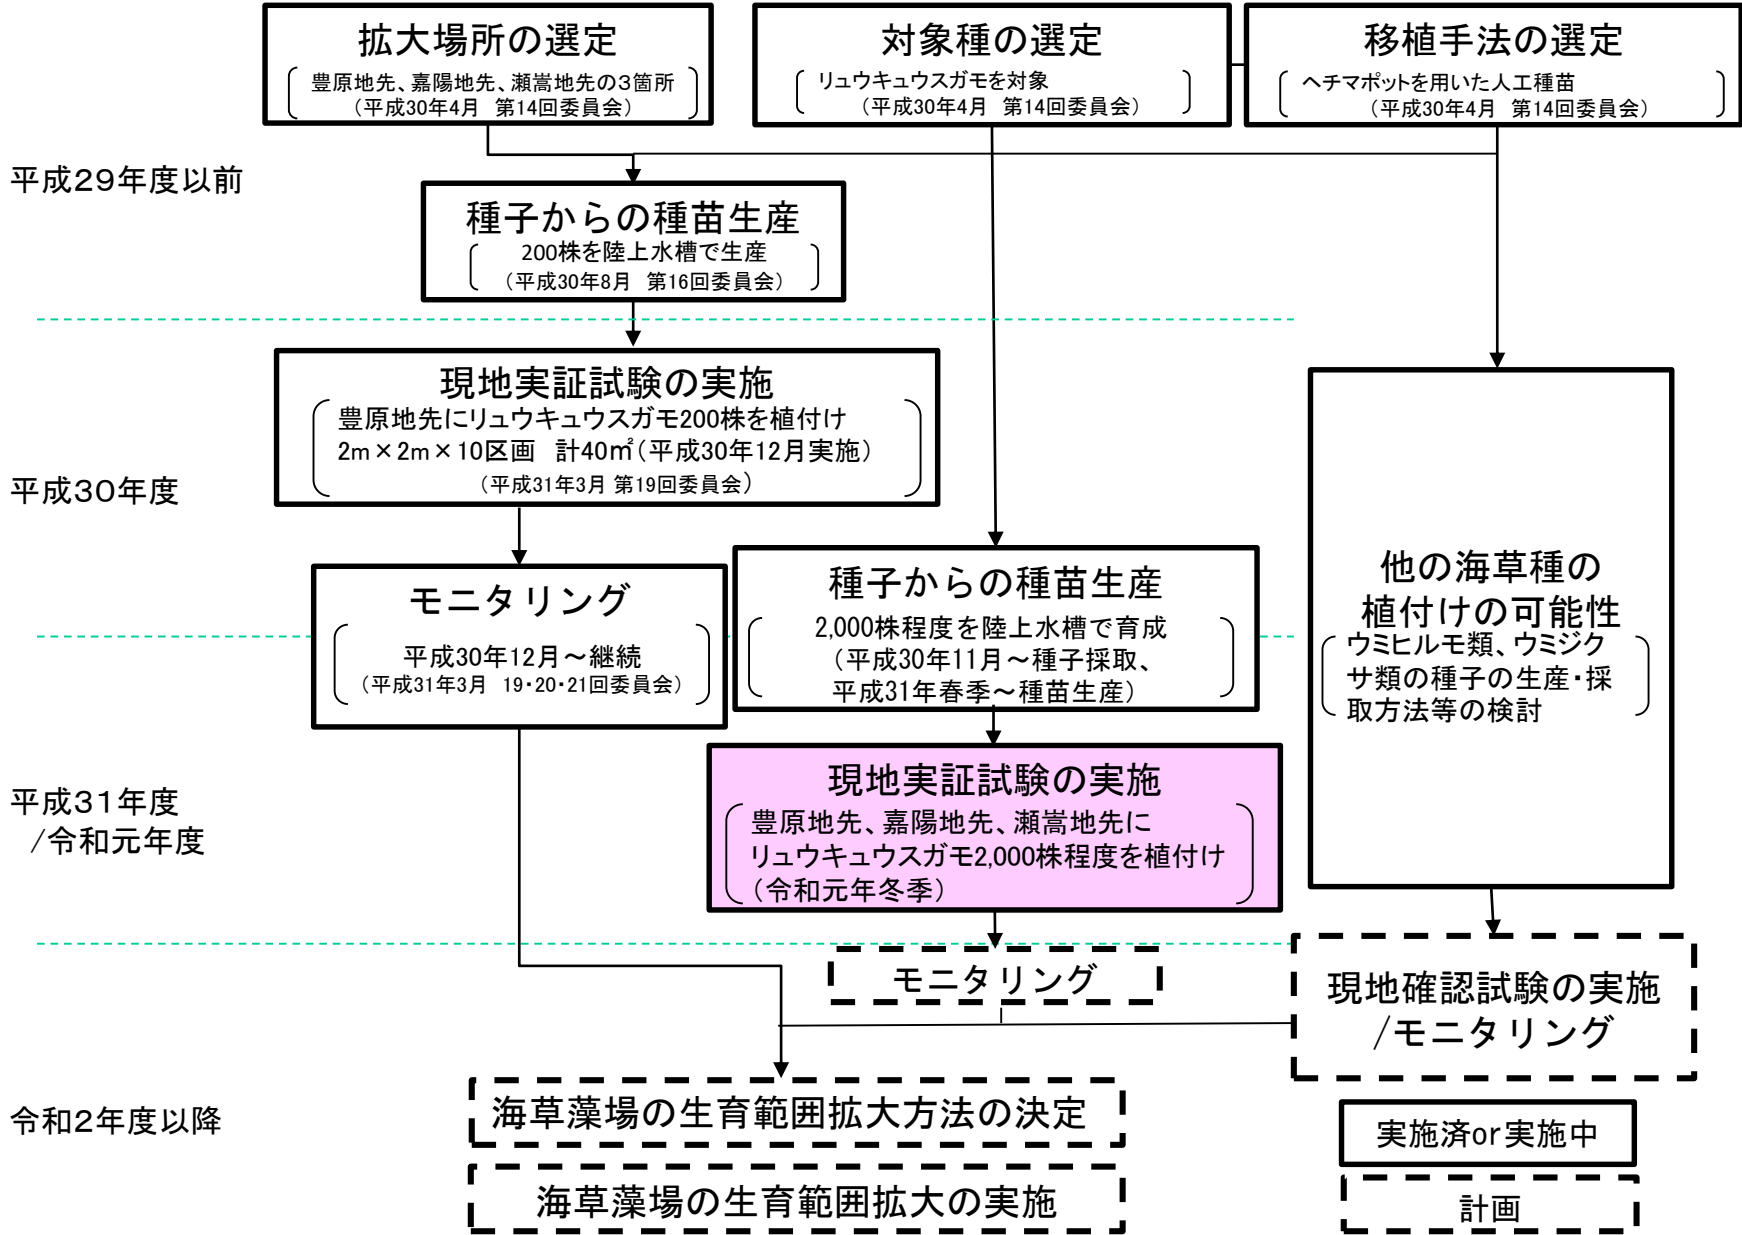 拡大場所の選定
豊原地先、嘉陽地先、瀬嵩地先の3箇所
(平成30年4月 第14回委員会)
対象種の選定
リュウキュウスガモを対象
(平成30年4月 第14回委員会)
移植手法の選定
ヘチマポットを用いた人工種苗
(平成30年4月 第14回委員会)
平成29年度以前
種子からの種苗生産
200株を陸上水槽で生産
(平成30年8月 第16回委員会)
現地実証試験の実施
豊原地先にリュウキュウスガモ200株を植付け
2m×2m×10区画 計40㎡(平成30年12月実施)
(平成31年3月 第19回委員会)
平成30年度
モニタリング
平成30年12月～継続
(平成31年3月 19・20・21回委員会)
種子からの種苗生産
2,000株程度を陸上水槽で育成
(平成30年11月～種子採取、
平成31年春季～種苗生産)
他の海草種の
植付けの可能性
ウミヒルモ類、ウミジク
サ類の種子の生産・採
取方法等の検討
平成31年度
/令和元年度
現地実証試験の実施
豊原地先、嘉陽地先、瀬嵩地先に
リュウキュウスガモ2,000株程度を植付け
(令和元年冬季)
モニタリング
現地確認試験の実施
/モニタリング
令和2年度以降
海草藻場の生育範囲拡大方法の決定
海草藻場の生育範囲拡大の実施
実施済or実施中
計画